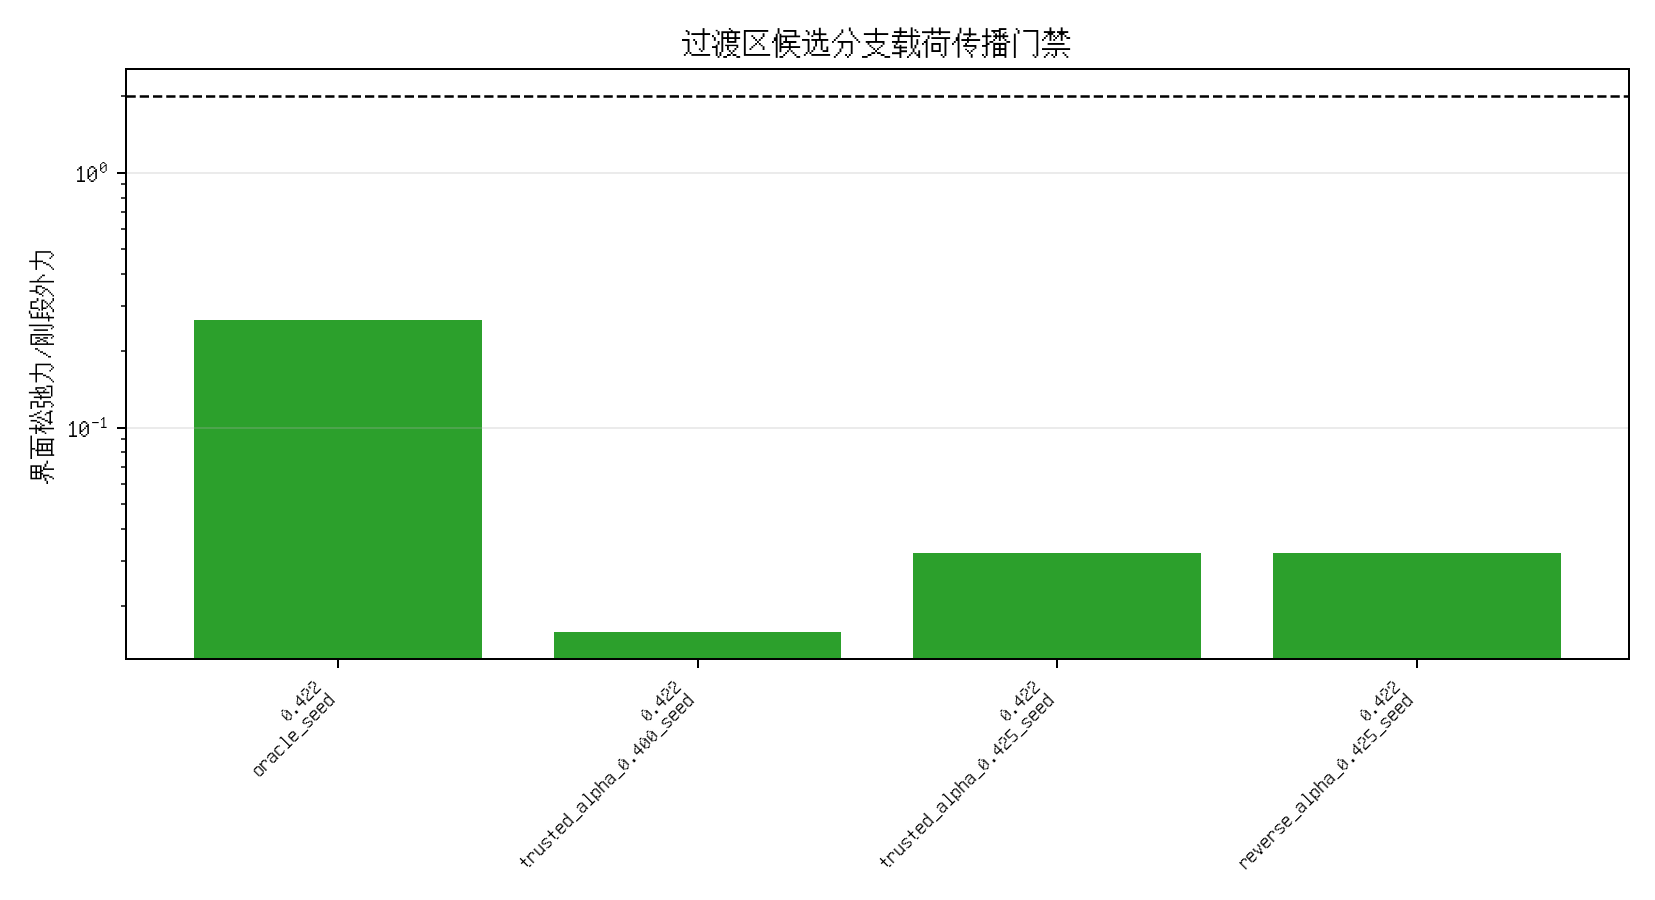 过渡区候选分支载荷传播门禁
界面松弛力/刚段外力
10⁰
10⁻¹
0.422
oracle_seed
0.422
trusted_alpha_0.400_seed
0.422
trusted_alpha_0.425_seed
0.422
reverse_alpha_0.425_seed